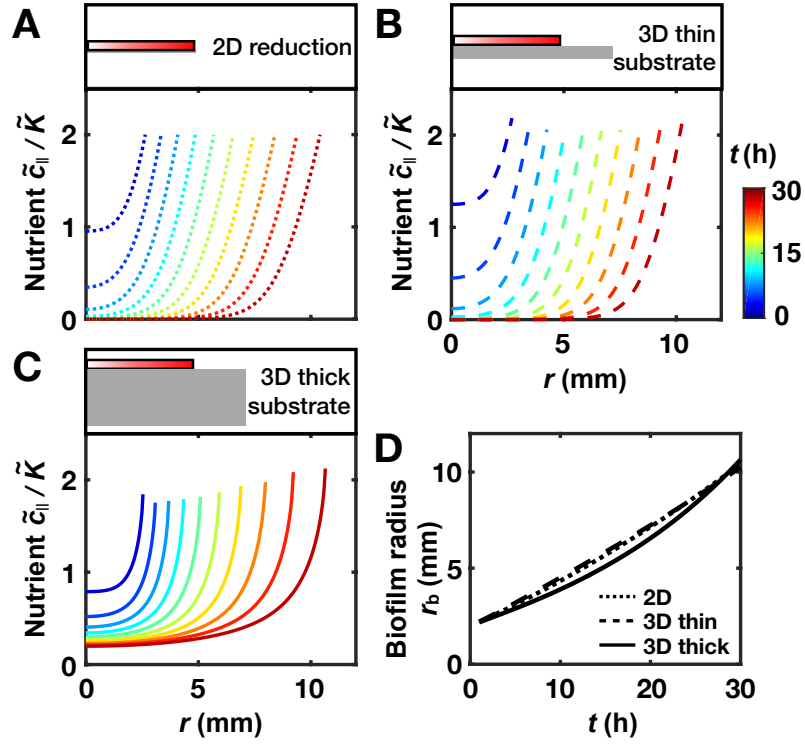 A
2D reduction
Nutrient c̃∥ / K̃
2
1
0
B
3D thin
substrate
Nutrient c̃∥ / K̃
2
1
0
0
5
10
r (mm)
t (h)
30
15
0
C
3D thick
substrate
Nutrient c̃∥ / K̃
2
1
0
0
5
10
r (mm)
D
Biofilm radius
r_b (mm)
10
5
0
2D
3D thin
3D thick
0
10
20
30
t (h)